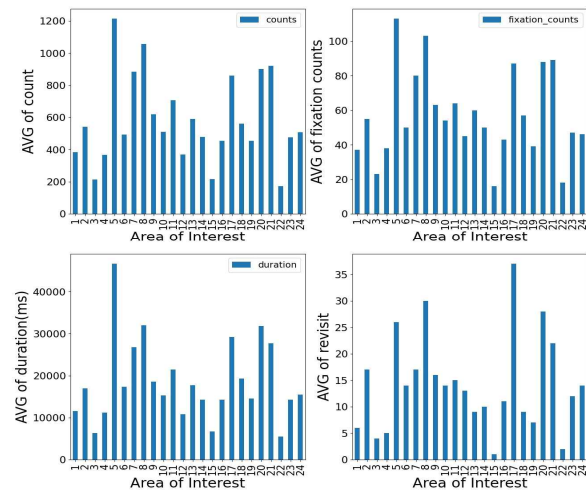 1200
1000
800
600
400
200
0
AVG of count
counts
1 2 3 4 5 6 7 8 9 10 11 12 13 14 15 16 17 18 19 20 21 22 23 24
Area of Interest
100
80
60
40
20
0
AVG of fixation counts
fixation_counts
1 2 3 4 5 6 7 8 9 10 11 12 13 14 15 16 17 18 19 20 21 22 23 24
Area of Interest
40000
30000
20000
10000
0
AVG of duration(ms)
duration
1 2 3 4 5 6 7 8 9 10 11 12 13 14 15 16 17 18 19 20 21 22 23 24
Area of Interest
35
30
25
20
15
10
5
0
AVG of revisit
1 2 3 4 5 6 7 8 9 10 11 12 13 14 15 16 17 18 19 20 21 22 23 24
Area of Interest